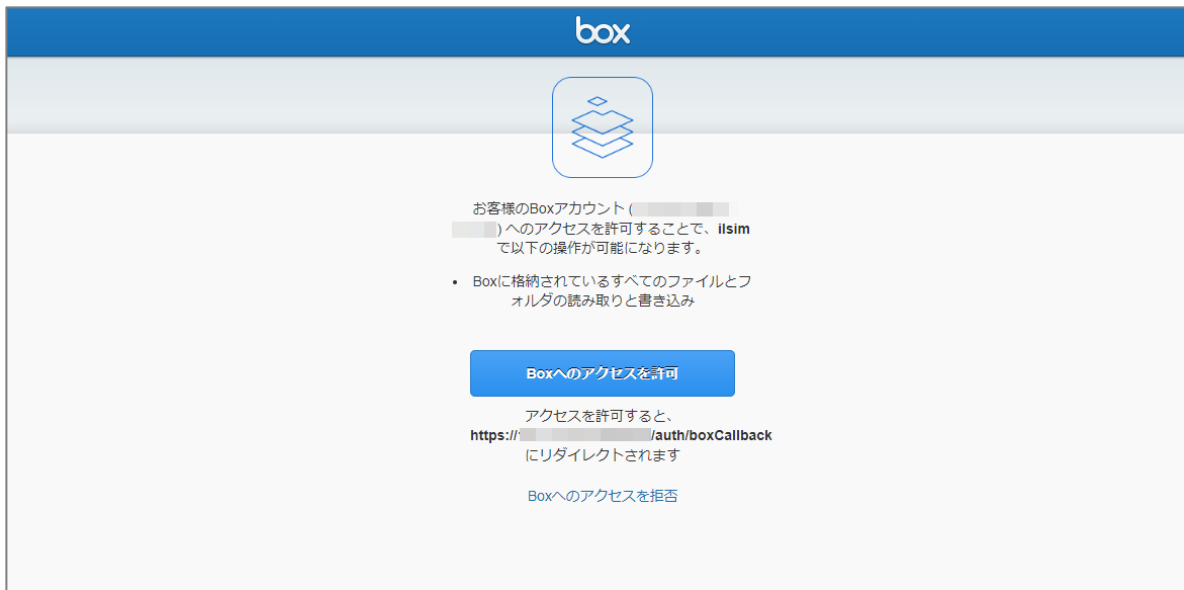 box
お客様のBoxアカウント (
) へのアクセスを許可することで、ilsim
で以下の操作が可能になります。
• Boxに格納されているすべてのファイルとフ
ォルダの読み取りと書き込み
Boxへのアクセスを許可
アクセスを許可すると、
https:// /auth/boxCallback
にリダイレクトされます
Boxへのアクセスを拒否